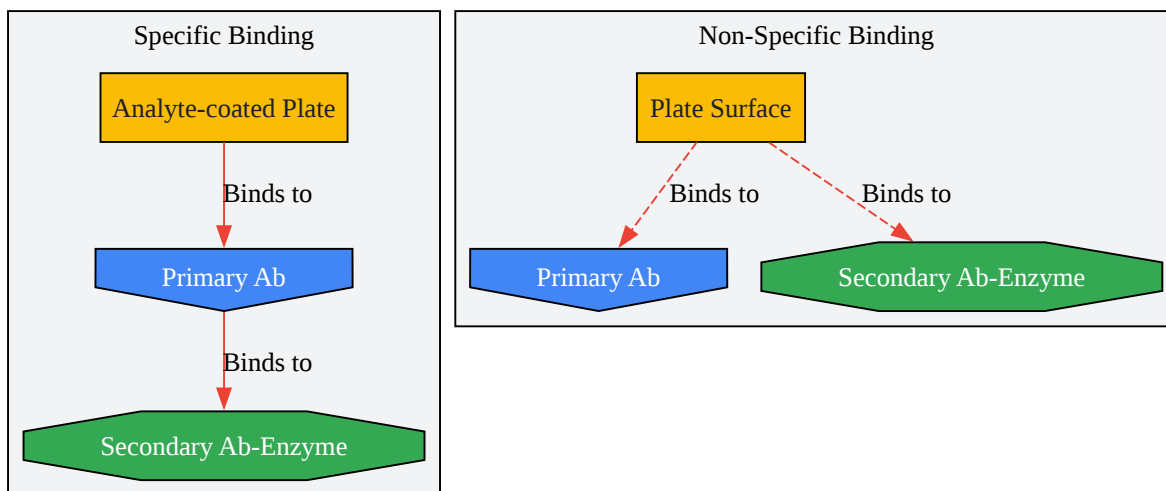 Specific Binding
Analyte-coated Plate
Binds to
Primary Ab
Binds to
Secondary Ab-Enzyme
Non-Specific Binding
Plate Surface
Binds to
Binds to
Primary Ab
Secondary Ab-Enzyme